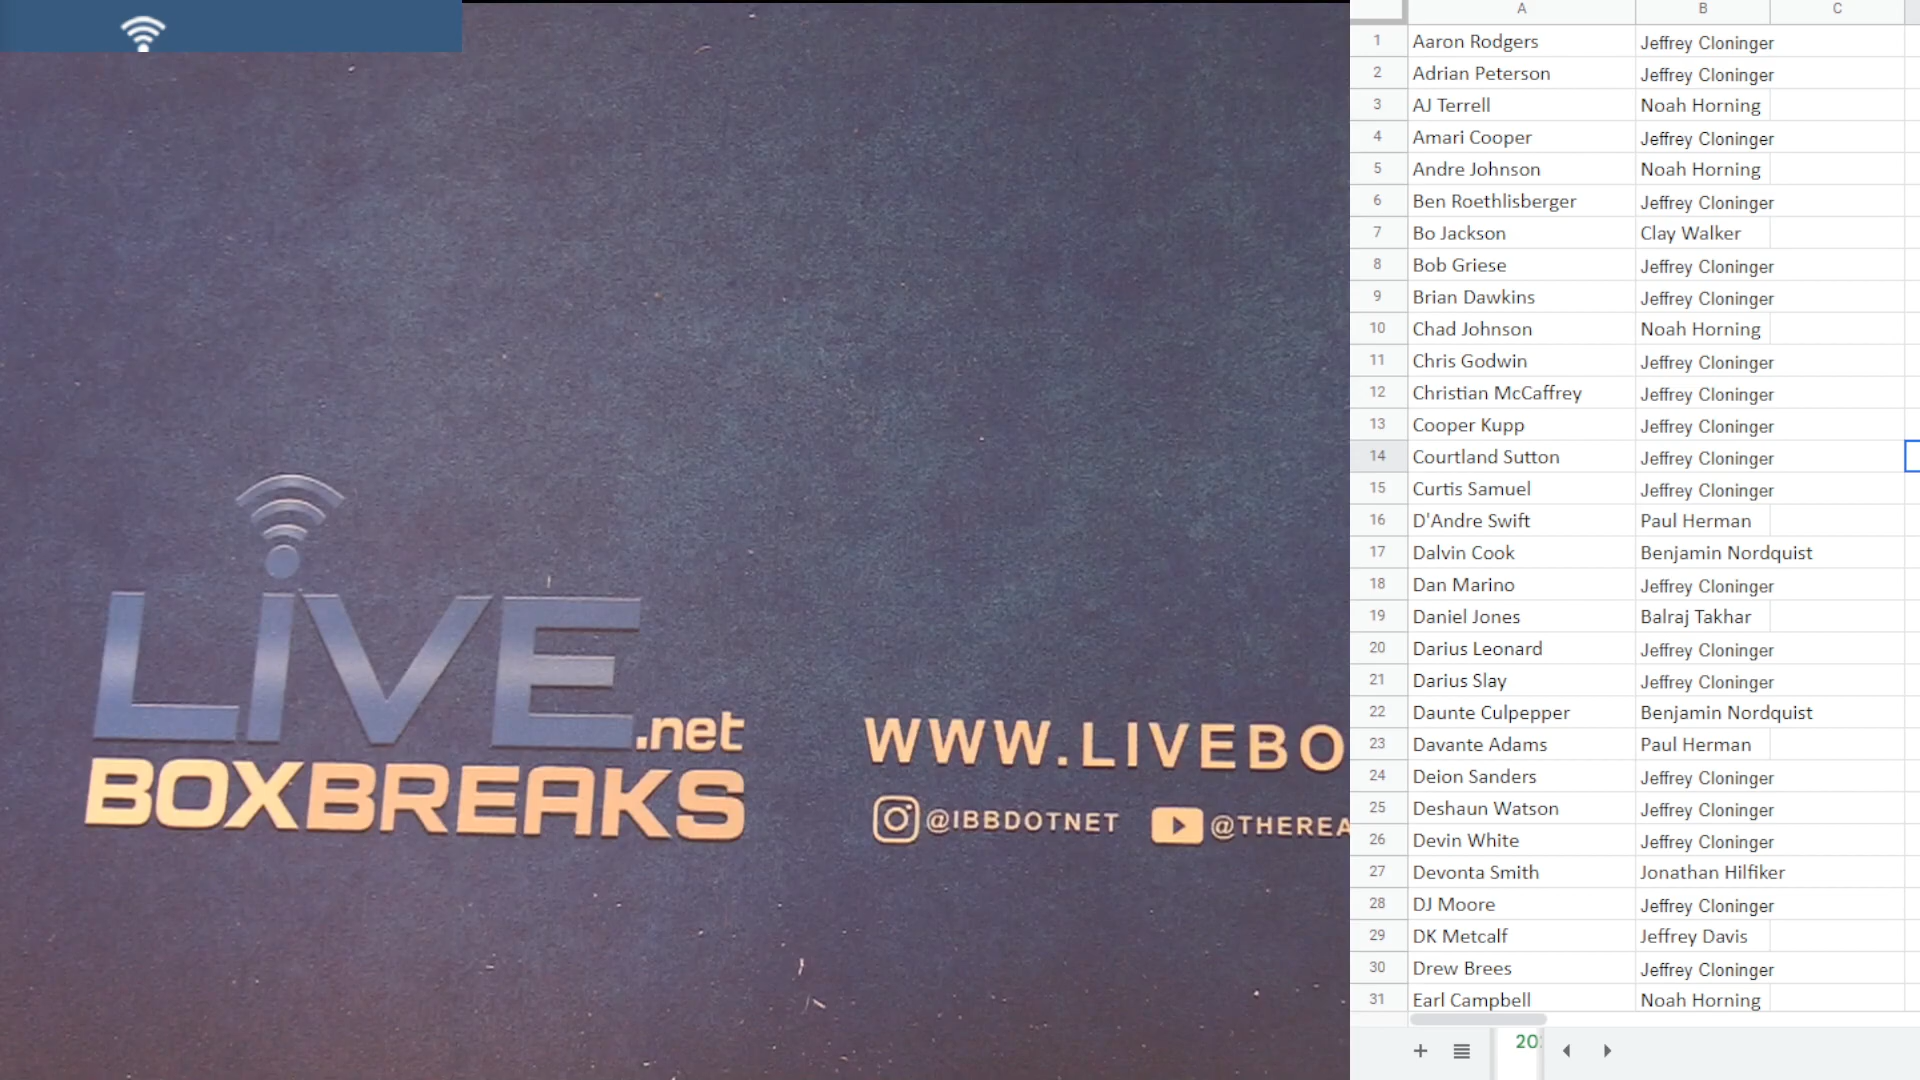 LIVE
.net
BOXBREAKS
WWW.LIVEBO
@IBBDOTNET
@THEREA
A B C
1 Aaron Rodgers Jeffrey Cloninger
2 Adrian Peterson Jeffrey Cloninger
3 AJ Terrell Noah Horning
4 Amari Cooper Jeffrey Cloninger
5 Andre Johnson Noah Horning
6 Ben Roethlisberger Jeffrey Cloninger
7 Bo Jackson Clay Walker
8 Bob Griese Jeffrey Cloninger
9 Brian Dawkins Jeffrey Cloninger
10 Chad Johnson Noah Horning
11 Chris Godwin Jeffrey Cloninger
12 Christian McCaffrey Jeffrey Cloninger
13 Cooper Kupp Jeffrey Cloninger
14 Courtland Sutton Jeffrey Cloninger
15 Curtis Samuel Jeffrey Cloninger
16 D'Andre Swift Paul Herman
17 Dalvin Cook Benjamin Nordquist
18 Dan Marino Jeffrey Cloninger
19 Daniel Jones Balraj Takhar
20 Darius Leonard Jeffrey Cloninger
21 Darius Slay Jeffrey Cloninger
22 Daunte Culpepper Benjamin Nordquist
23 Davante Adams Paul Herman
24 Deion Sanders Jeffrey Cloninger
25 Deshaun Watson Jeffrey Cloninger
26 Devin White Jeffrey Cloninger
27 Devonta Smith Jonathan Hilfiker
28 DJ Moore Jeffrey Cloninger
29 DK Metcalf Jeffrey Davis
30 Drew Brees Jeffrey Cloninger
31 Earl Campbell Noah Horning
20